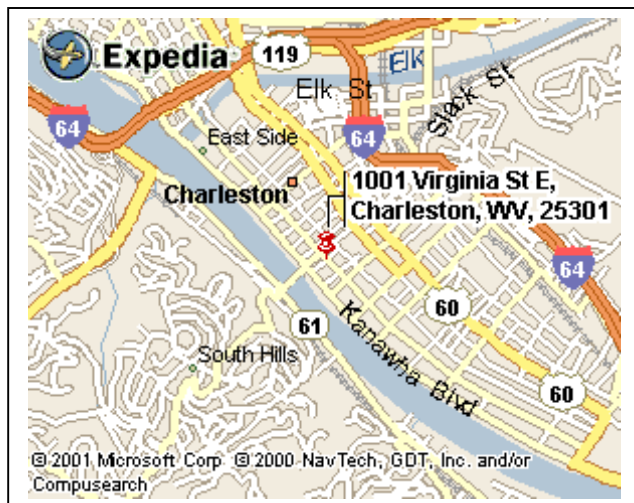 Expedia
119
Elk
Elk St
Slack St
64
64
East Side
Charleston
1001 Virginia St E,
Charleston, WV, 25301
64
60
61
Kanawha Blvd
South Hills
60
© 2001 Microsoft Corp © 2000 NavTech, GDT, Inc. and/or
Compusearch